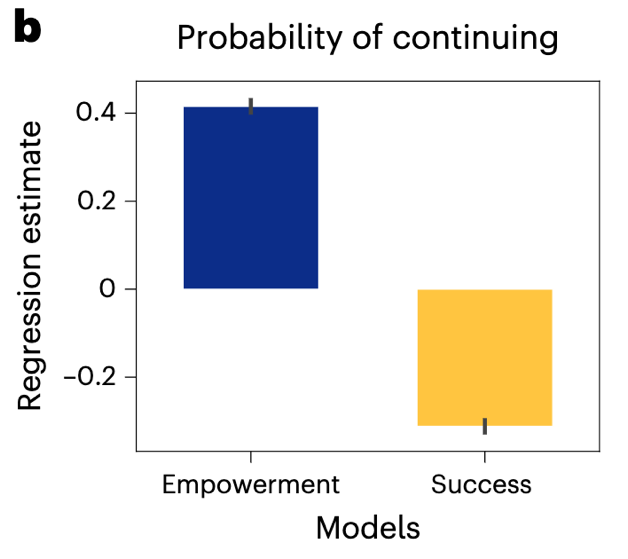 b
Probability of continuing
Regression estimate
0.4
0.2
0
−0.2
Empowerment
Success
Models